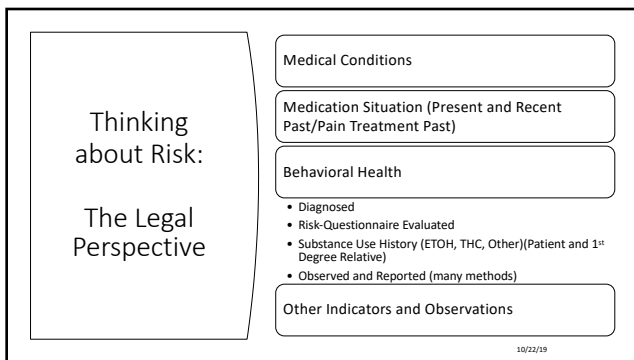 Thinking
about Risk:
The Legal
Perspective
Medical Conditions
Medication Situation (Present and Recent
Past/Pain Treatment Past)
Behavioral Health
• Diagnosed
• Risk-Questionnaire Evaluated
• Substance Use History (ETOH, THC, Other)(Patient and 1st
Degree Relative)
• Observed and Reported (many methods)
Other Indicators and Observations
10/22/19